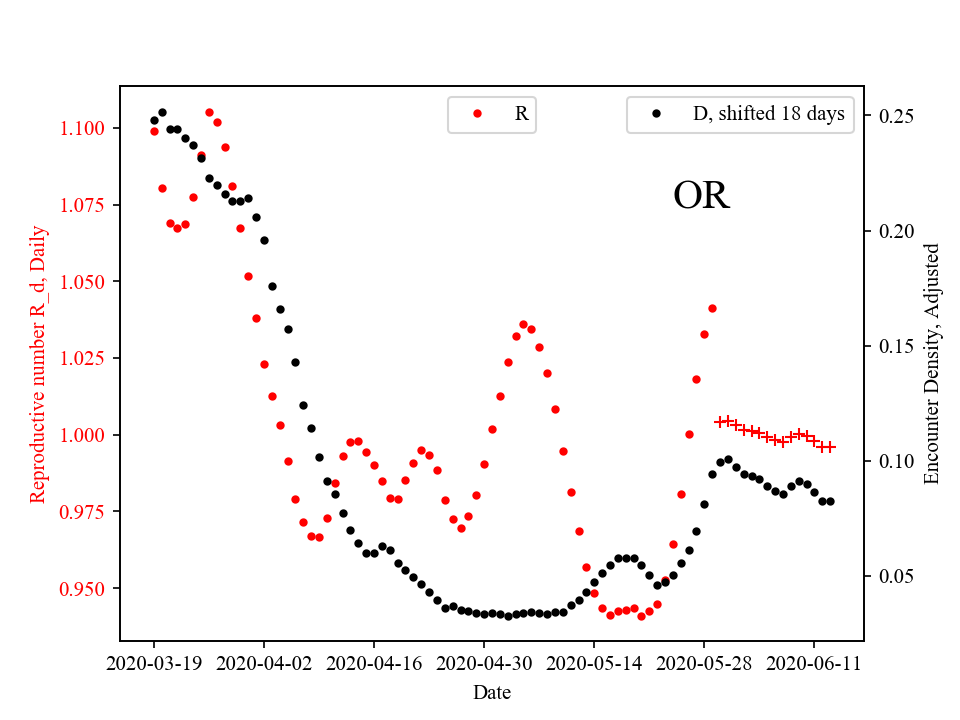 R
D, shifted 18 days
OR
Reproductive number R_d, Daily
1.100
1.075
1.050
1.025
1.000
0.975
0.950
0.25
0.20
0.15
0.10
0.05
Encounter Density, Adjusted
2020-03-19 2020-04-02 2020-04-16 2020-04-30 2020-05-14 2020-05-28 2020-06-11
Date